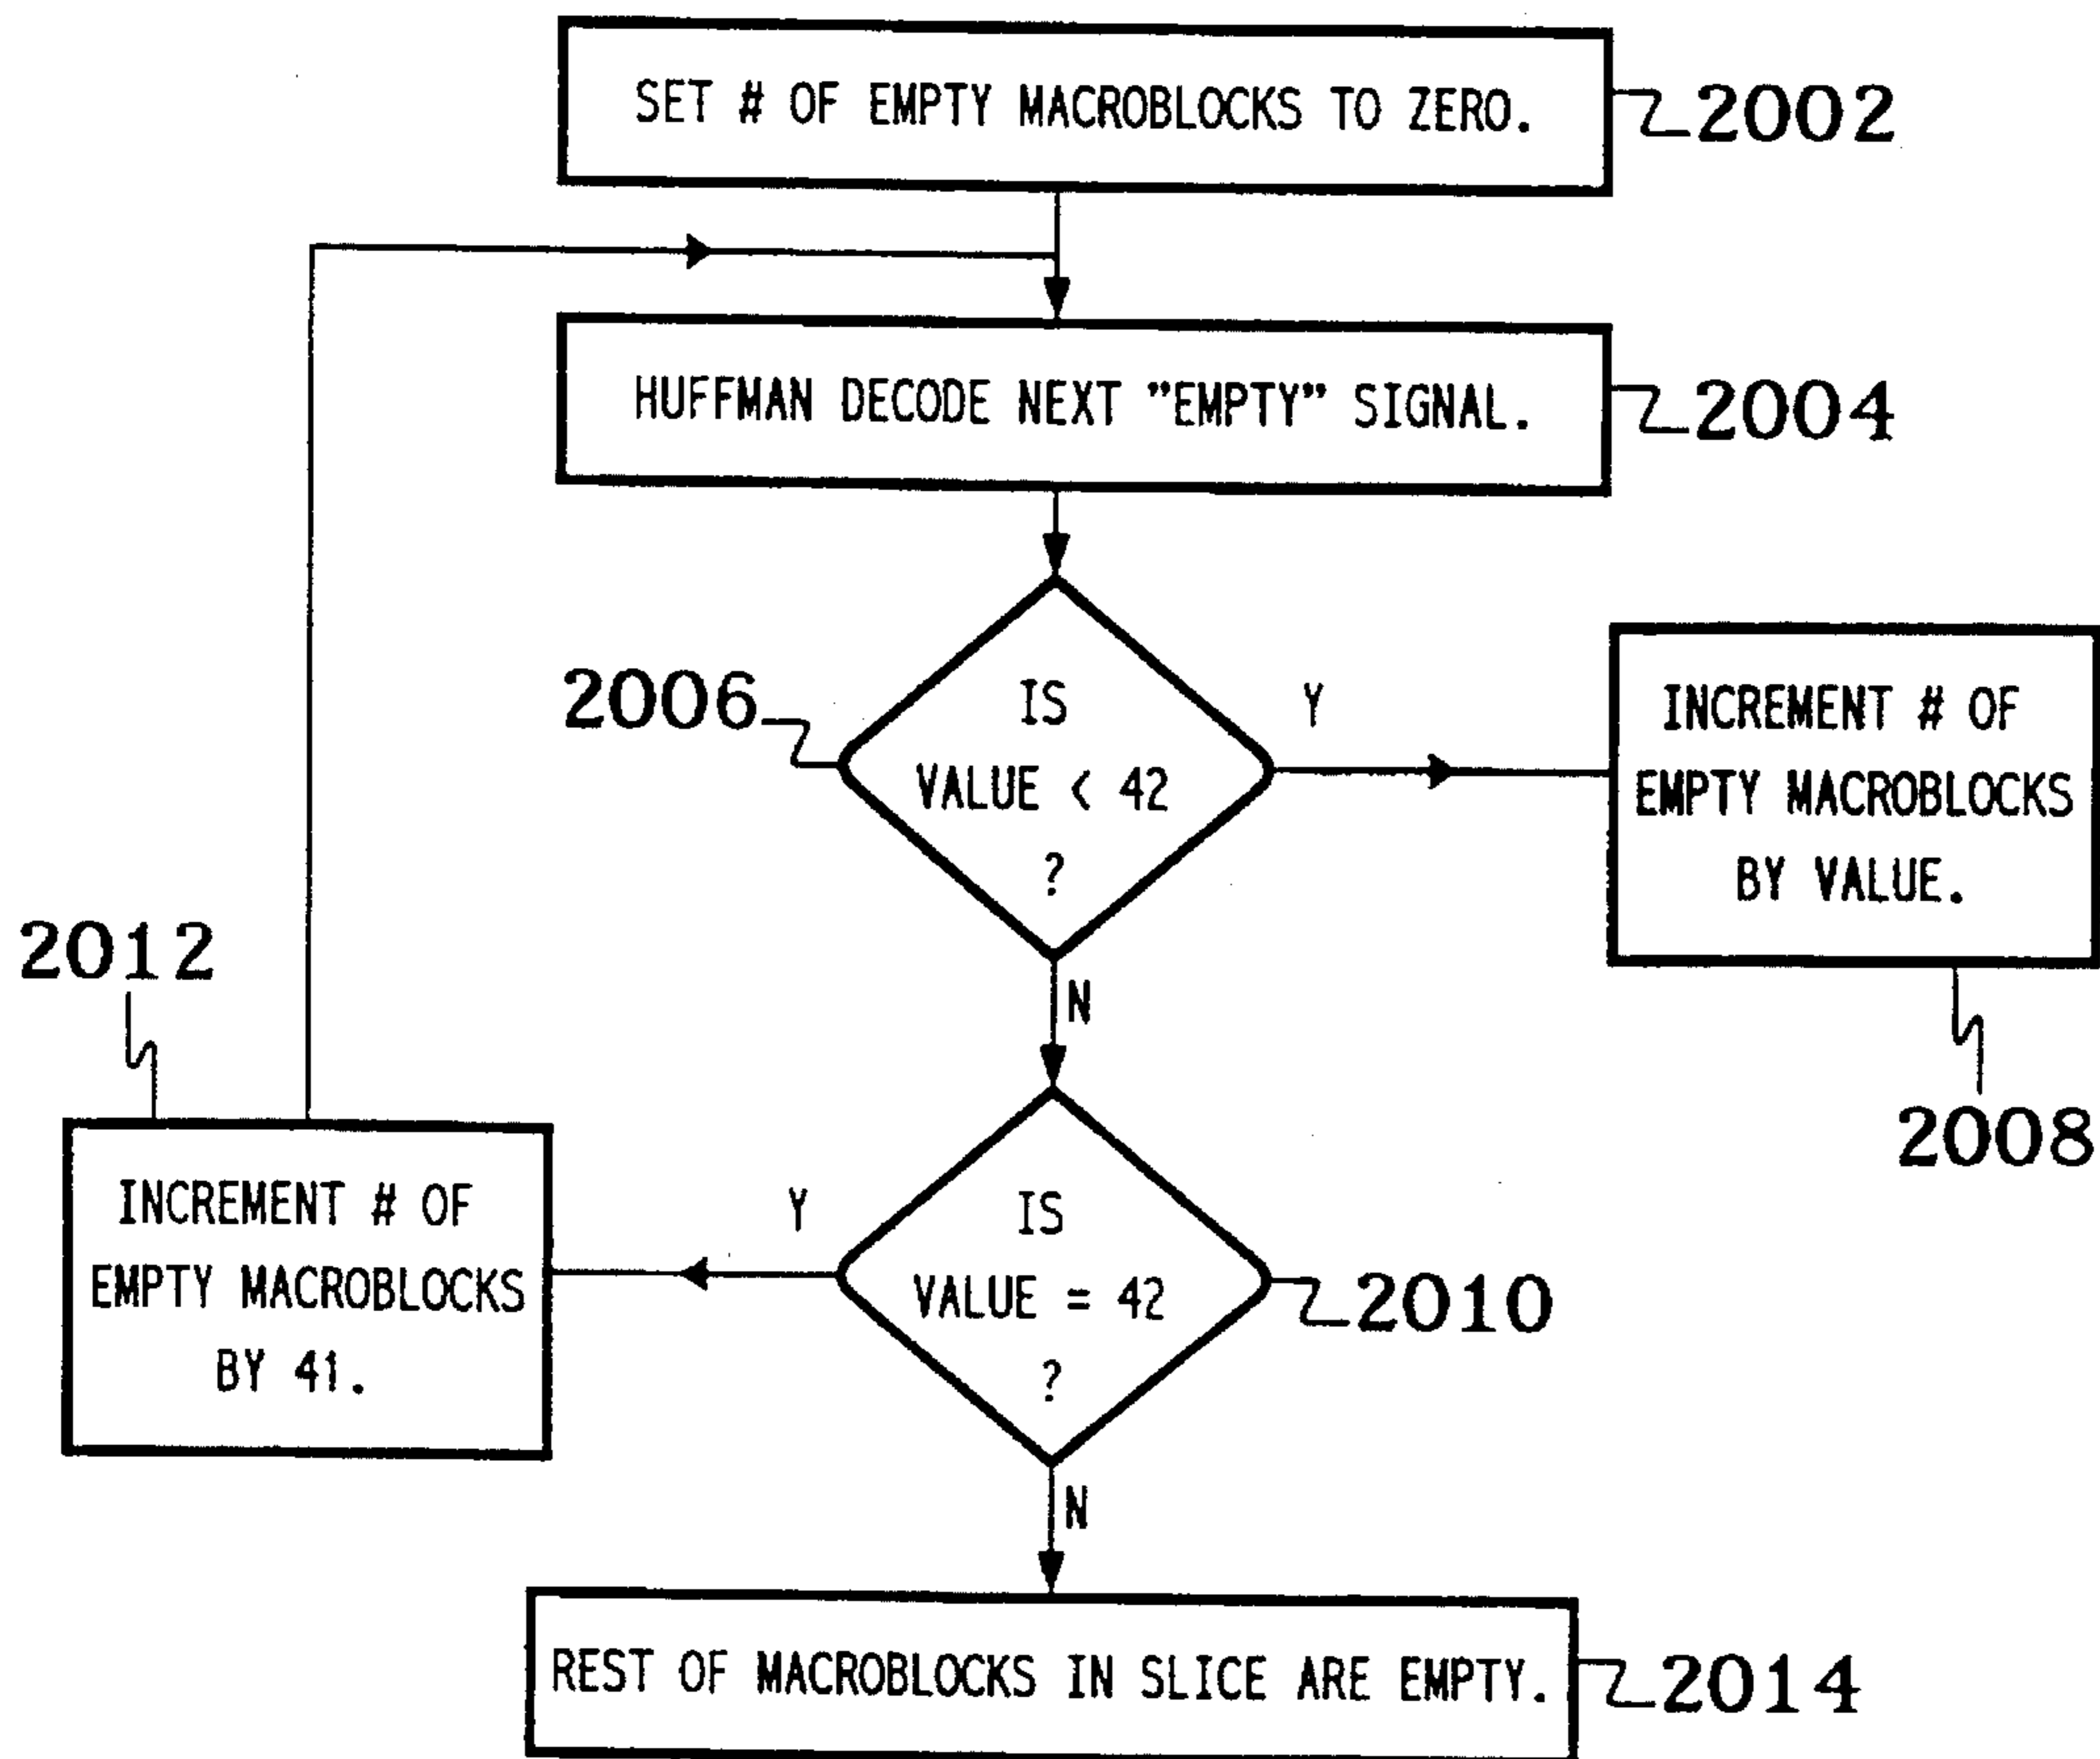 SET # OF EMPTY MACROBLOCKS TO ZERO.
2002
HUFFMAN DECODE NEXT "EMPTY" SIGNAL.
2004
2006
IS
VALUE < 42
?
Y
INCREMENT # OF
EMPTY MACROBLOCKS
BY VALUE.
2008
N
2012
INCREMENT # OF
EMPTY MACROBLOCKS
BY 41.
Y
IS
VALUE = 42
?
2010
N
REST OF MACROBLOCKS IN SLICE ARE EMPTY.
2014